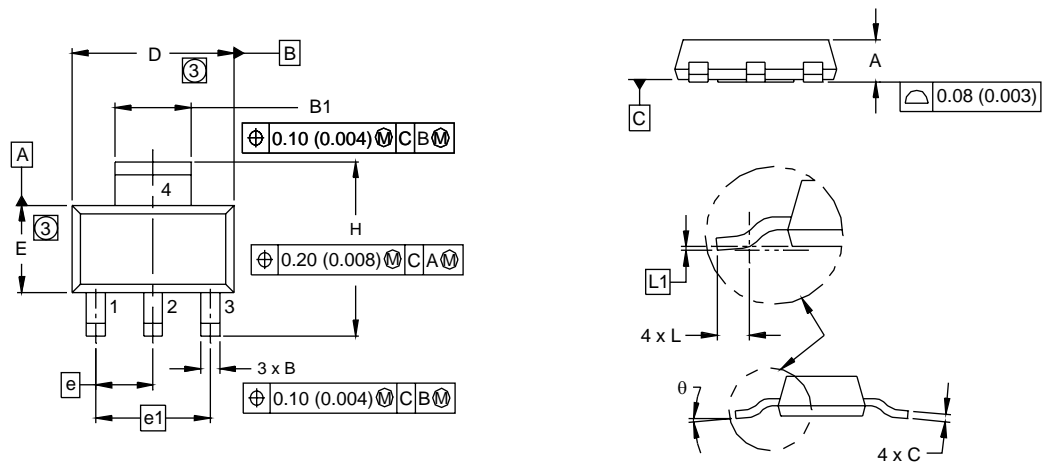 D
3
B
B1
⌖ 0.10 (0.004) Ⓜ C B Ⓜ
A
4
3
E
H
⌖ 0.20 (0.008) Ⓜ C A Ⓜ
1 2 3
3 x B
e
⌖ 0.10 (0.004) Ⓜ C B Ⓜ
e1
A
C
⌓ 0.08 (0.003)
L1
4 x L
θ
4 x C